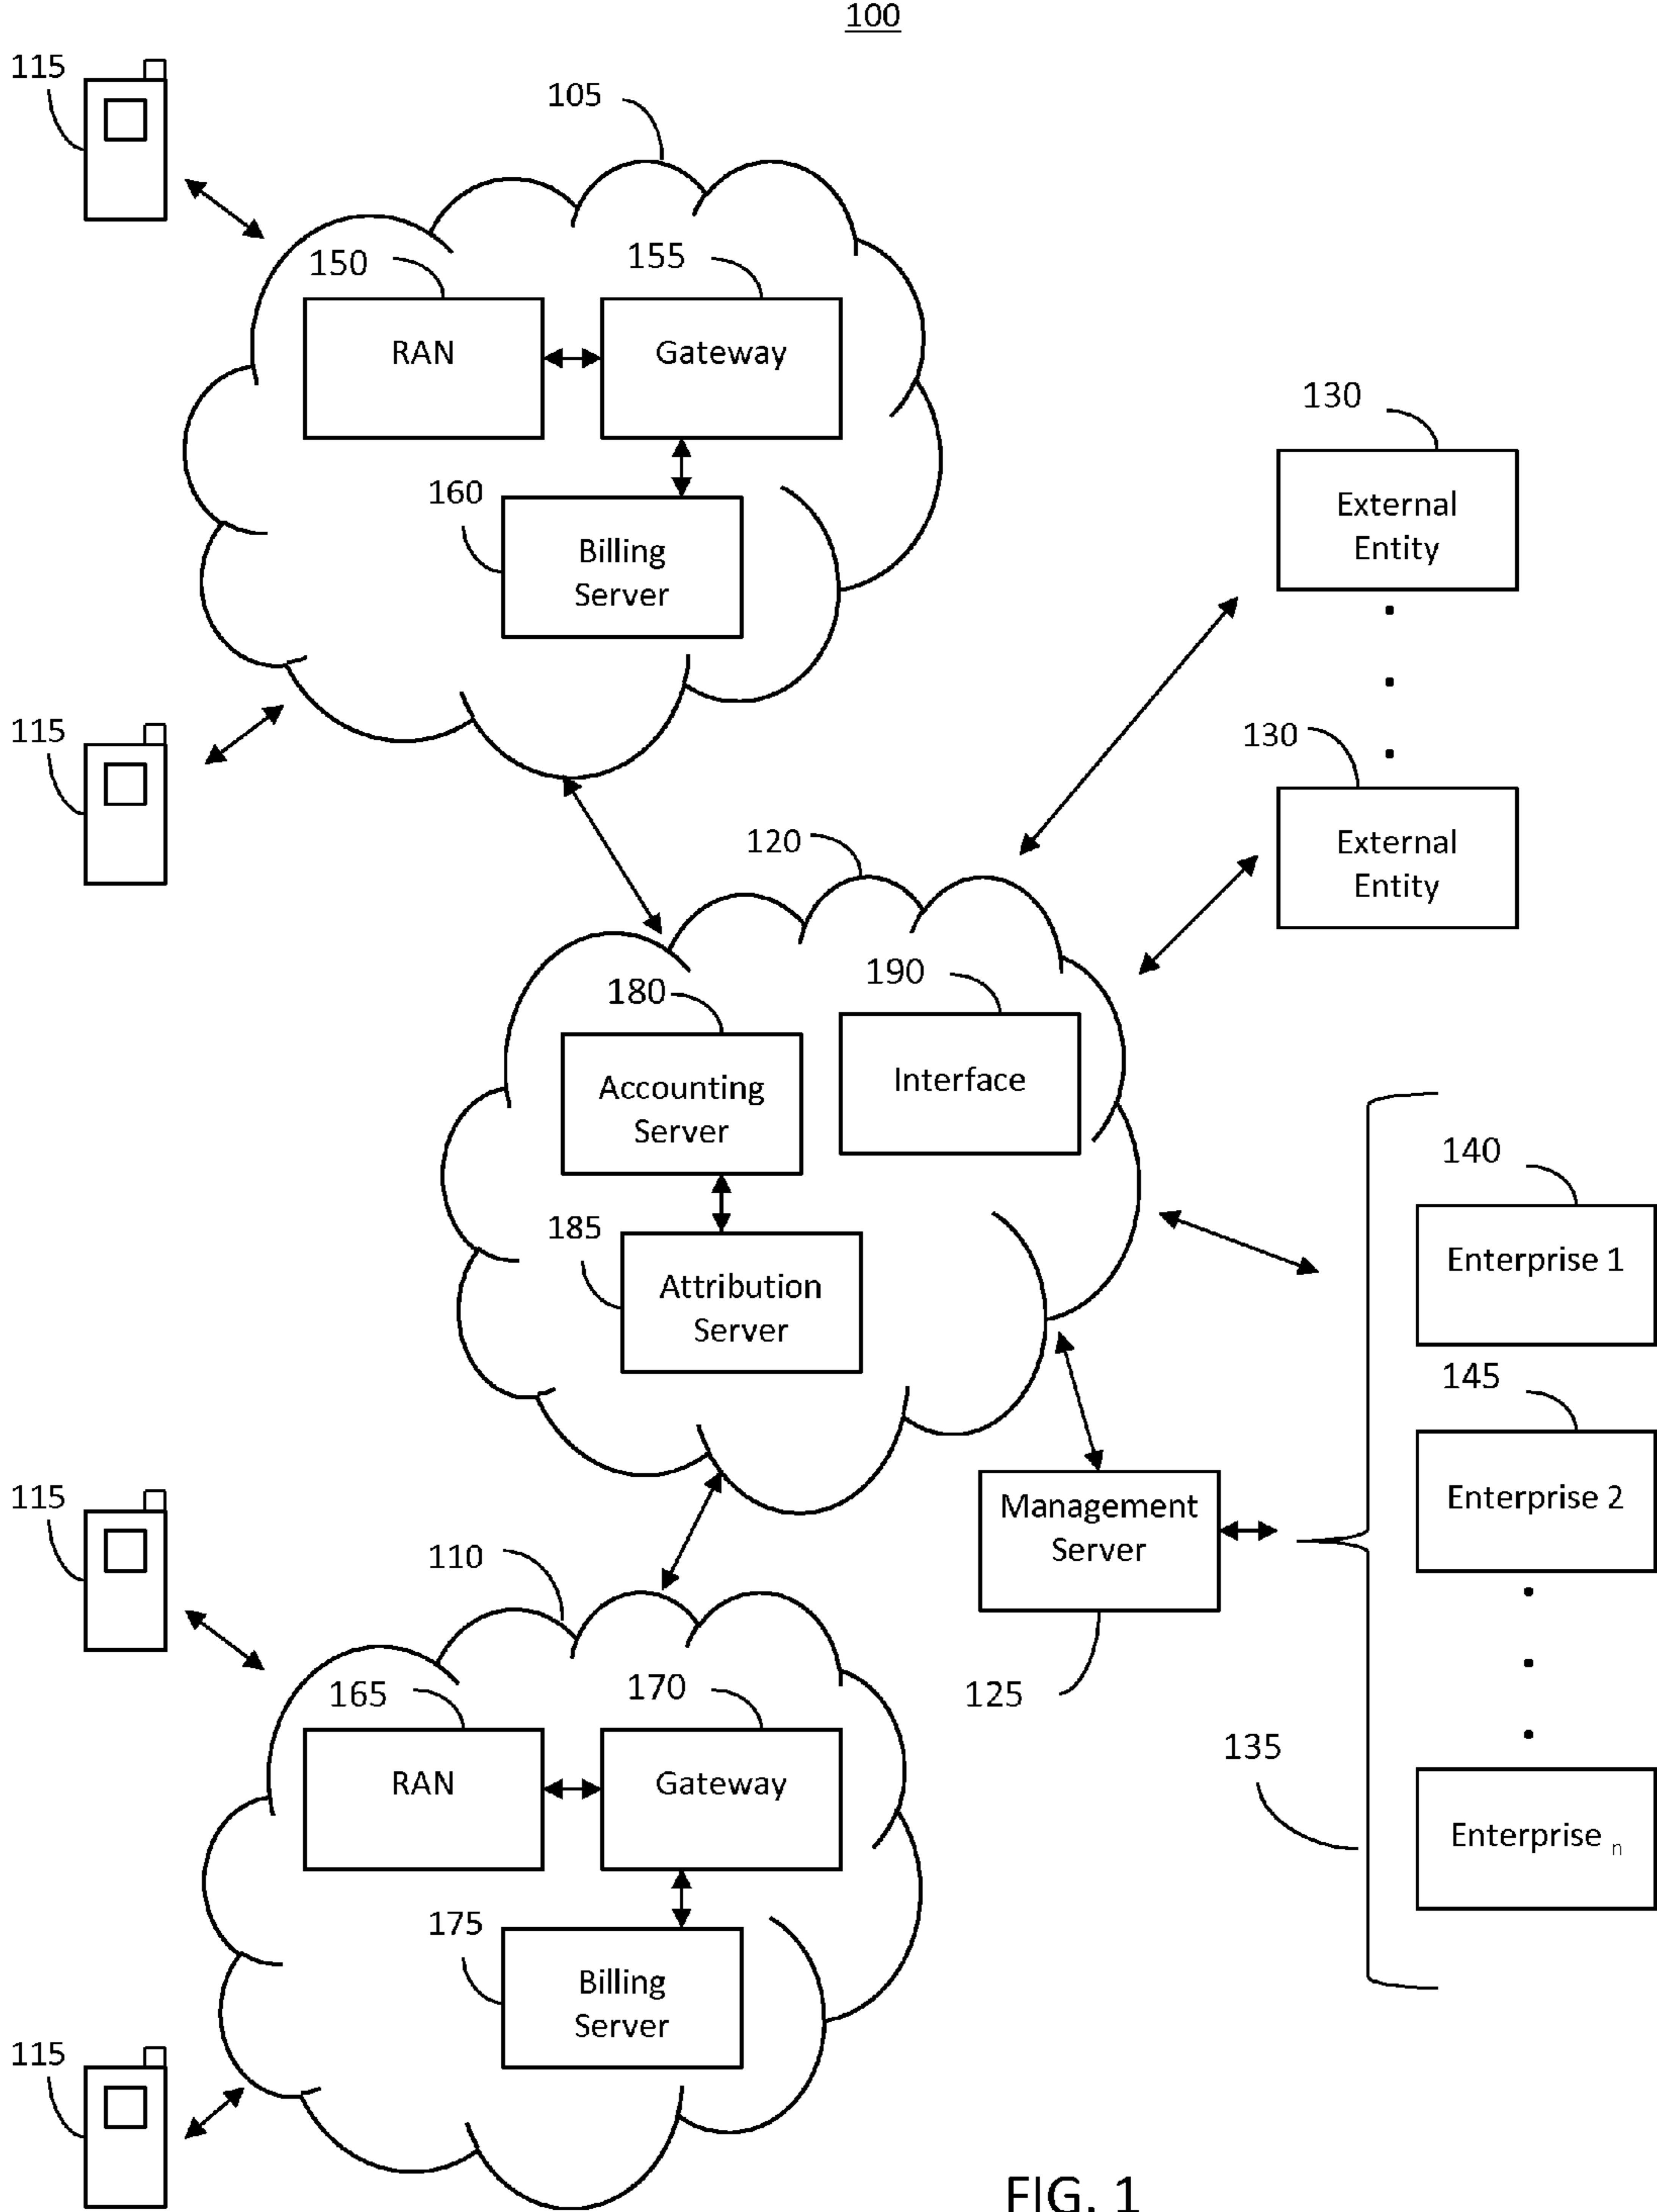 100
115
105
150
155
RAN
Gateway
130
160
External
Entity
Billing
Server
115
130
120
External
Entity
190
180
Interface
Accounting
Server
140
185
Enterprise 1
Attribution
Server
145
115
Management
Server
Enterprise 2
110
165
170
125
135
RAN
Gateway
Enterprise n
175
Billing
Server
115
FIG. 1